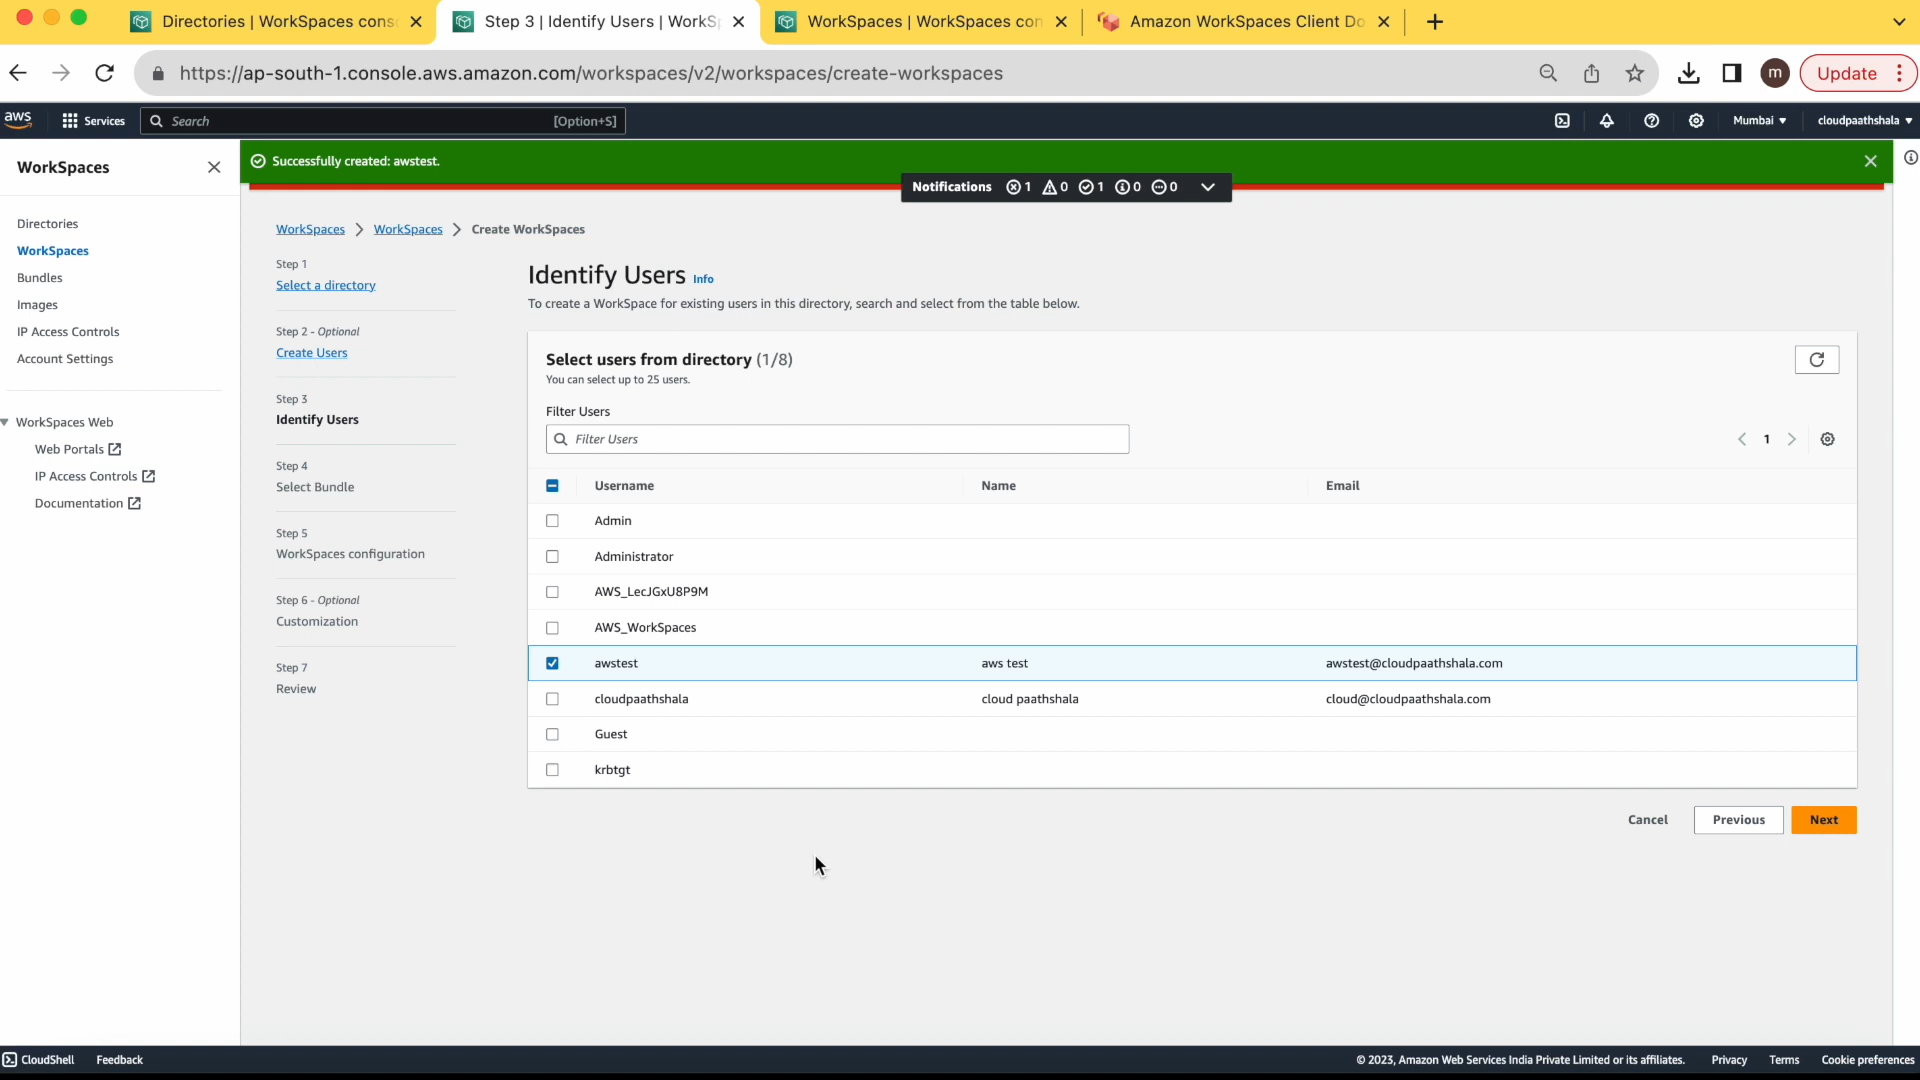 Directories | WorkSpaces cons
Step 3 | Identify Users | WorkSp
WorkSpaces | WorkSpaces con
Amazon WorkSpaces Client Do
https://ap-south-1.console.aws.amazon.com/workspaces/v2/workspaces/create-workspaces
m
Update
aws
Services
Search
[Option+S]
Mumbai
cloudpaathshala
WorkSpaces
Directories
WorkSpaces
Bundles
Images
IP Access Controls
Account Settings
WorkSpaces Web
Web Portals
IP Access Controls
Documentation
Successfully created: awstest.
Notifications 1 0 1 0 0
WorkSpaces > WorkSpaces > Create WorkSpaces
Step 1
Select a directory
Step 2 - Optional
Create Users
Step 3
Identify Users
Step 4
Select Bundle
Step 5
WorkSpaces configuration
Step 6 - Optional
Customization
Step 7
Review
Identify Users Info
To create a WorkSpace for existing users in this directory, search and select from the table below.
Select users from directory (1/8)
You can select up to 25 users.
Filter Users
Filter Users
1
Username Name Email
Admin
Administrator
AWS_LecJGxU8P9M
AWS_WorkSpaces
awstest aws test awstest@cloudpaathshala.com
cloudpaathshala cloud paathshala cloud@cloudpaathshala.com
Guest
krbtgt
Cancel
Previous
Next
CloudShell
Feedback
© 2023, Amazon Web Services India Private Limited or its affiliates.
Privacy
Terms
Cookie preferences